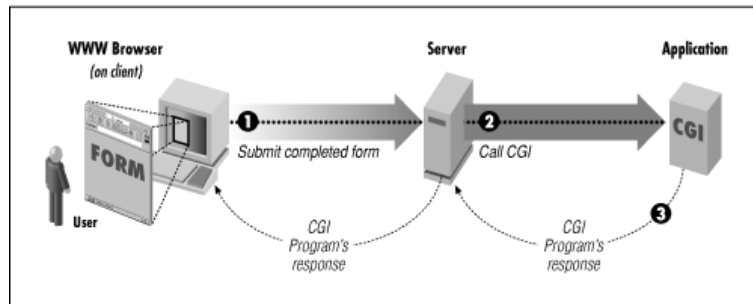 WWW Browser
(on client)
Server
Application
FORM
User
1
Submit completed form
2
Call CGI
CGI
3
CGI
Program's
response
CGI
Program's
response